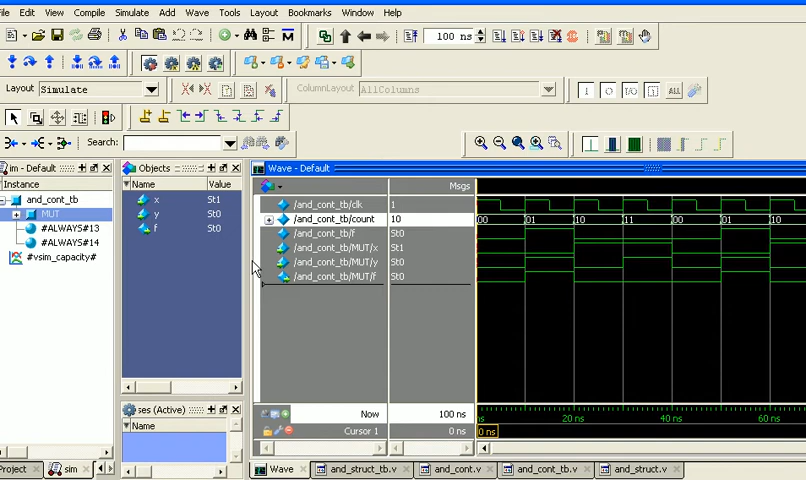 File Edit View Compile Simulate Add Wave Tools Layout Bookmarks Window Help
100 ns
Layout Simulate ColumnLayout AllColumns
Search:
im - Default Objects Wave - Default
Instance Name Value Msgs
and_cont_tb
MUT
#ALWAYS#13
#ALWAYS#14
#vsim_capacity#
x St1
y St0
f St0
/and_cont_tb/clk 1
/and_cont_tb/count 10 00 01 10 11 00 01 10
/and_cont_tb/f St0
/and_cont_tb/MUT/x St1
/and_cont_tb/MUT/y St0
/and_cont_tb/MUT/f St0
ses (Active)
Name
Now 100 ns ns 20 ns 40 ns 60 ns
Cursor 1 0 ns 0 ns
Project sim Wave and_struct_tb.v and_cont.v and_cont_tb.v and_struct.v